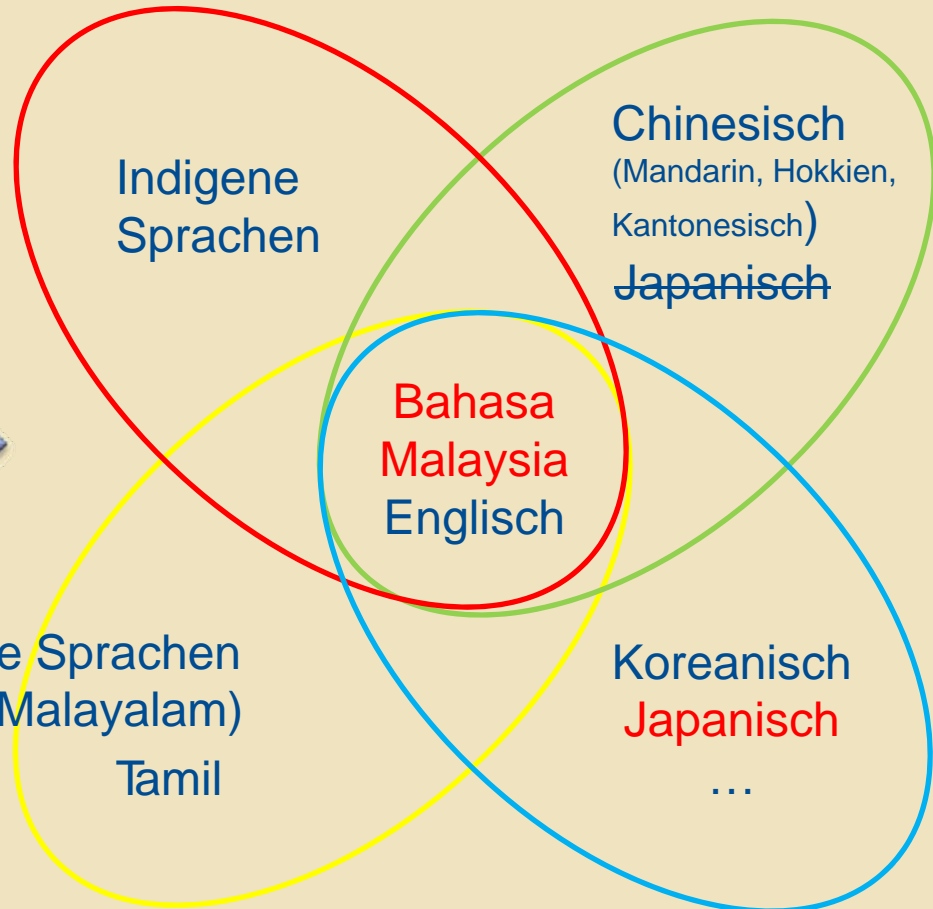 Indigene
Sprachen
Chinesisch
(Mandarin, Hokkien,
Kantonesisch)
Japanisch
Bahasa
Malaysia
Englisch
e Sprachen
Malayalam)
Tamil
Koreanisch
Japanisch
…